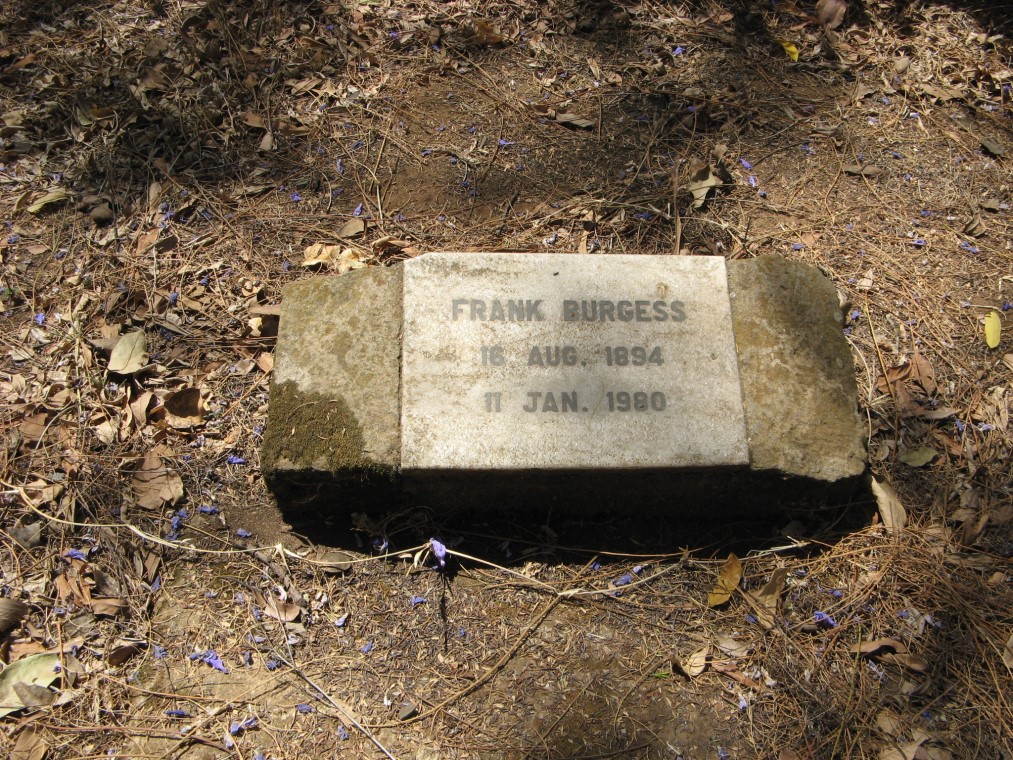 FRANK BURGESS
16 AUG. 1894
11 JAN. 1980